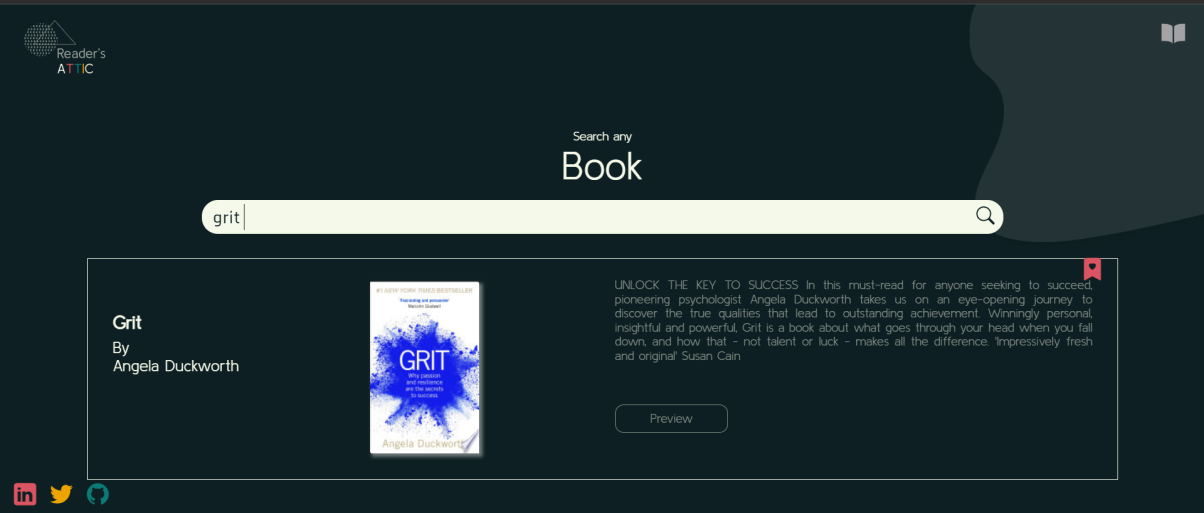 Reader's
ATTIC
Search any
Book
grit
Grit
By
Angela Duckworth
#1 NEW YORK TIMES BESTSELLER
'Fascinating and persuasive'
Malcolm Gladwell
GRIT
Why passion
and resilience
are the secrets
to success
Angela Duckworth
UNLOCK THE KEY TO SUCCESS In this must-read for anyone seeking to succeed,
pioneering psychologist Angela Duckworth takes us on an eye-opening journey to
discover the true qualities that lead to outstanding achievement. Winningly personal,
insightful and powerful, Grit is a book about what goes through your head when you fall
down, and how that - not talent or luck - makes all the difference. 'Impressively fresh
and original' Susan Cain
Preview
in